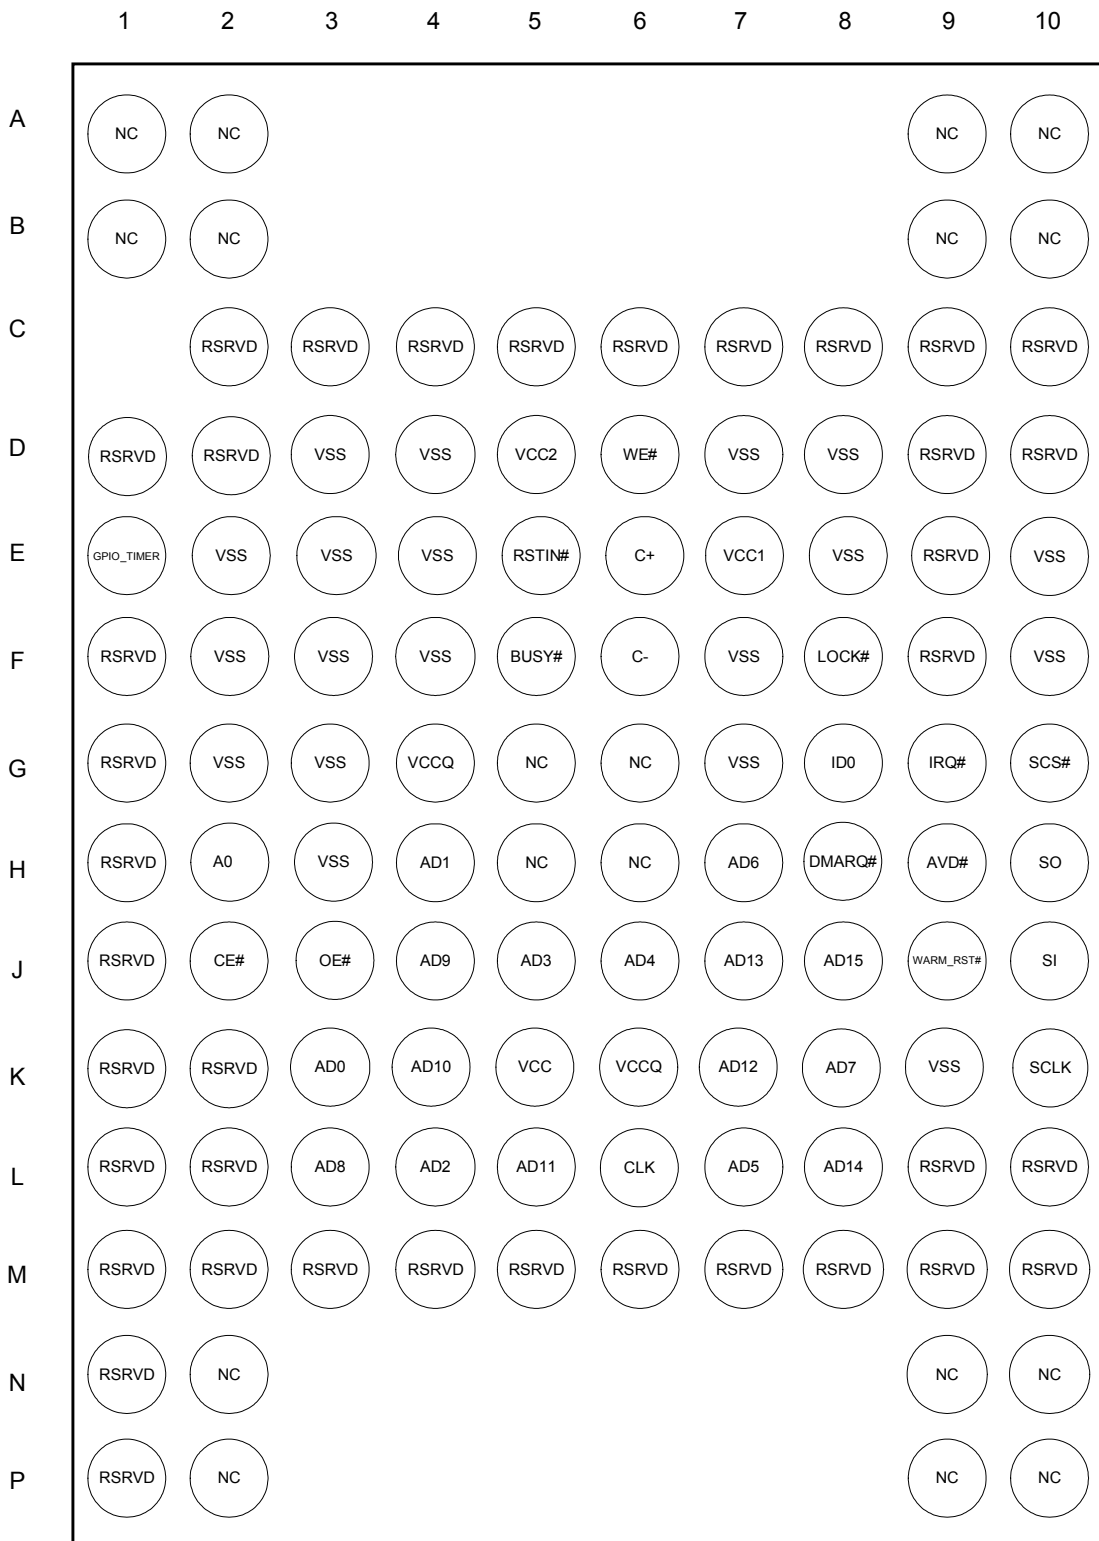 1 2 3 4 5 6 7 8 9 10
A NC NC NC NC
B NC NC NC NC
C RSRVD RSRVD RSRVD RSRVD RSRVD RSRVD RSRVD RSRVD RSRVD
D RSRVD RSRVD VSS VSS VCC2 WE# VSS VSS RSRVD RSRVD
E GPIO_TIMER VSS VSS VSS RSTIN# C+ VCC1 VSS RSRVD VSS
F RSRVD VSS VSS VSS BUSY# C- VSS LOCK# RSRVD VSS
G RSRVD VSS VSS VCCQ NC NC VSS ID0 IRQ# SCS#
H RSRVD A0 VSS AD1 NC NC AD6 DMARQ# AVD# SO
J RSRVD CE# OE# AD9 AD3 AD4 AD13 AD15 WARM_RST# SI
K RSRVD RSRVD AD0 AD10 VCC VCCQ AD12 AD7 VSS SCLK
L RSRVD RSRVD AD8 AD2 AD11 CLK AD5 AD14 RSRVD RSRVD
M RSRVD RSRVD RSRVD RSRVD RSRVD RSRVD RSRVD RSRVD RSRVD RSRVD
N RSRVD NC NC NC
P RSRVD NC NC NC